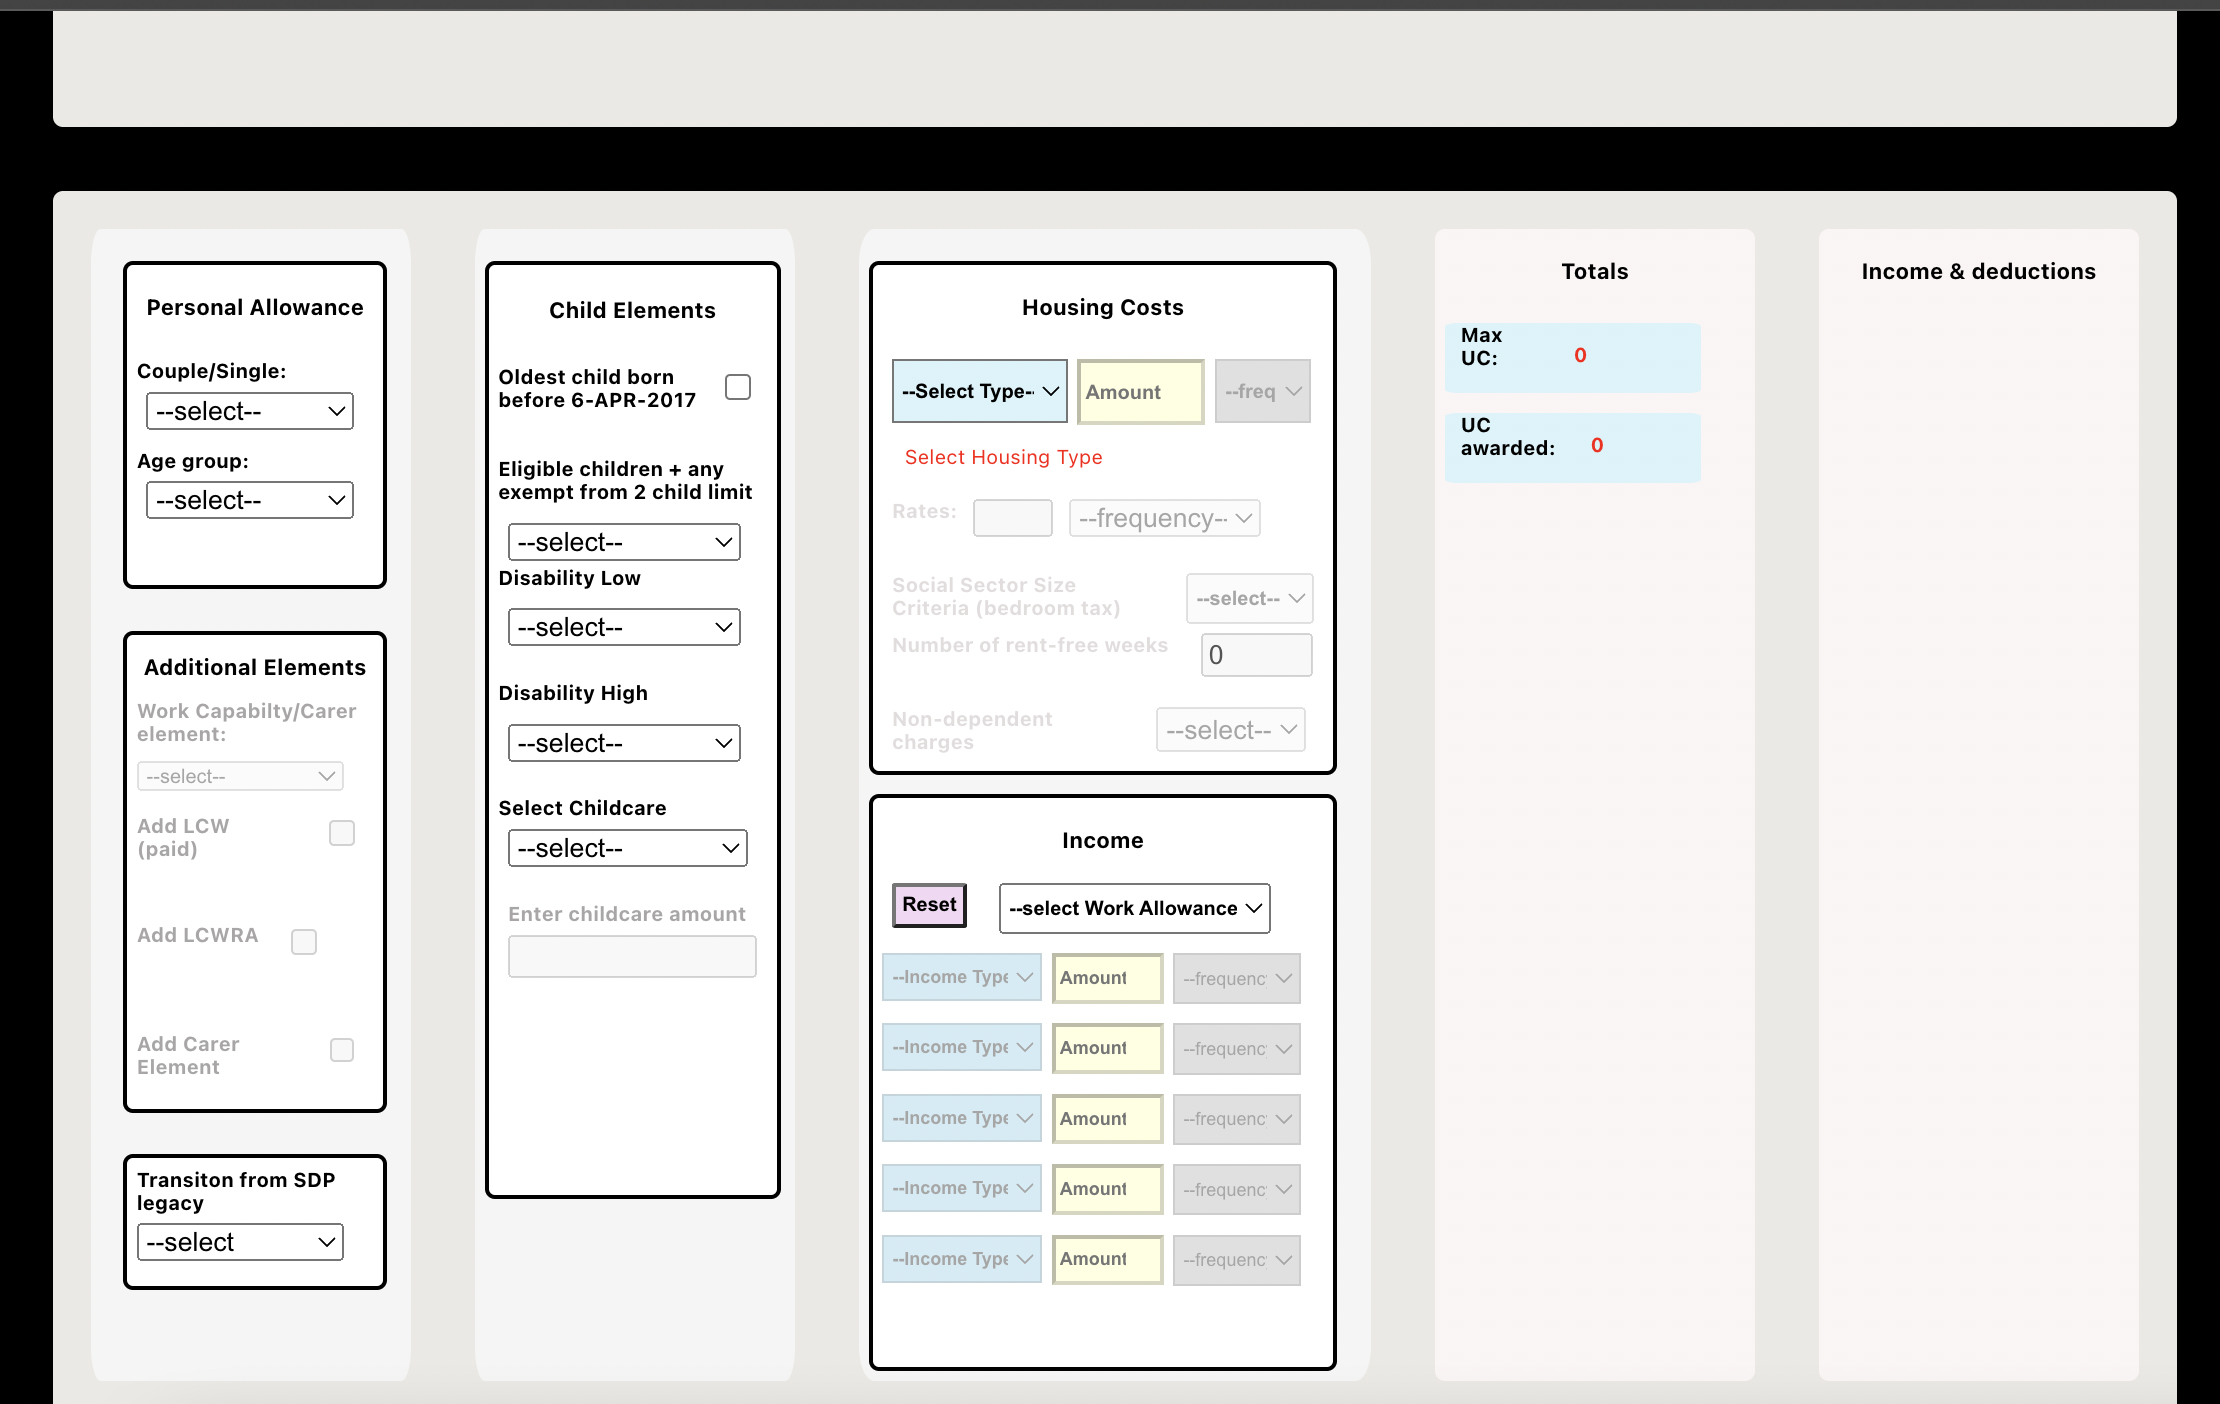 Personal Allowance
Couple/Single:
--select--
Age group:
--select--
Additional Elements
Work Capabilty/Carer
element:
--select--
Add LCW
(paid)
Add LCWRA
Add Carer
Element
Transiton from SDP
legacy
--select
Child Elements
Oldest child born
before 6-APR-2017
Eligible children + any
exempt from 2 child limit
--select--
Disability Low
--select--
Disability High
--select--
Select Childcare
--select--
Enter childcare amount
Housing Costs
--Select Type-- Amount --freq
Select Housing Type
Rates: --frequency--
Social Sector Size
Criteria (bedroom tax) --select--
Number of rent-free weeks 0
Non-dependent
charges --select--
Income
Reset --select Work Allowance
--Income Type Amount --frequenc
--Income Type Amount --frequenc
--Income Type Amount --frequenc
--Income Type Amount --frequenc
--Income Type Amount --frequenc
Totals
Max
UC: 0
UC
awarded: 0
Income & deductions